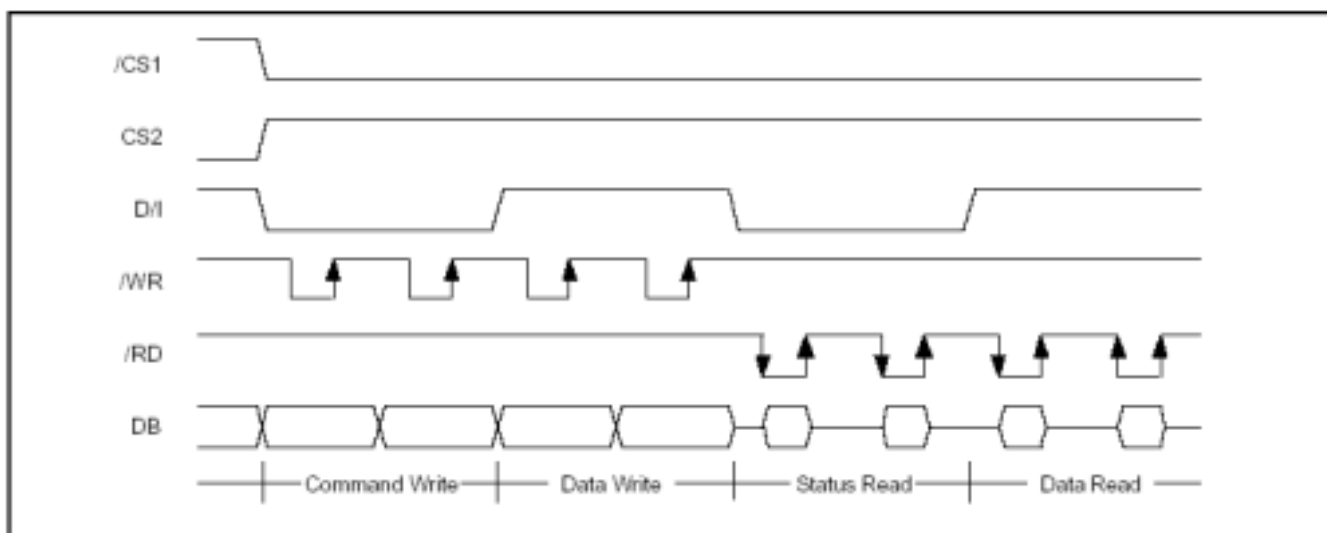 /CS1
CS2
D/I
/WR
/RD
DB
Command Write Data Write Status Read Data Read